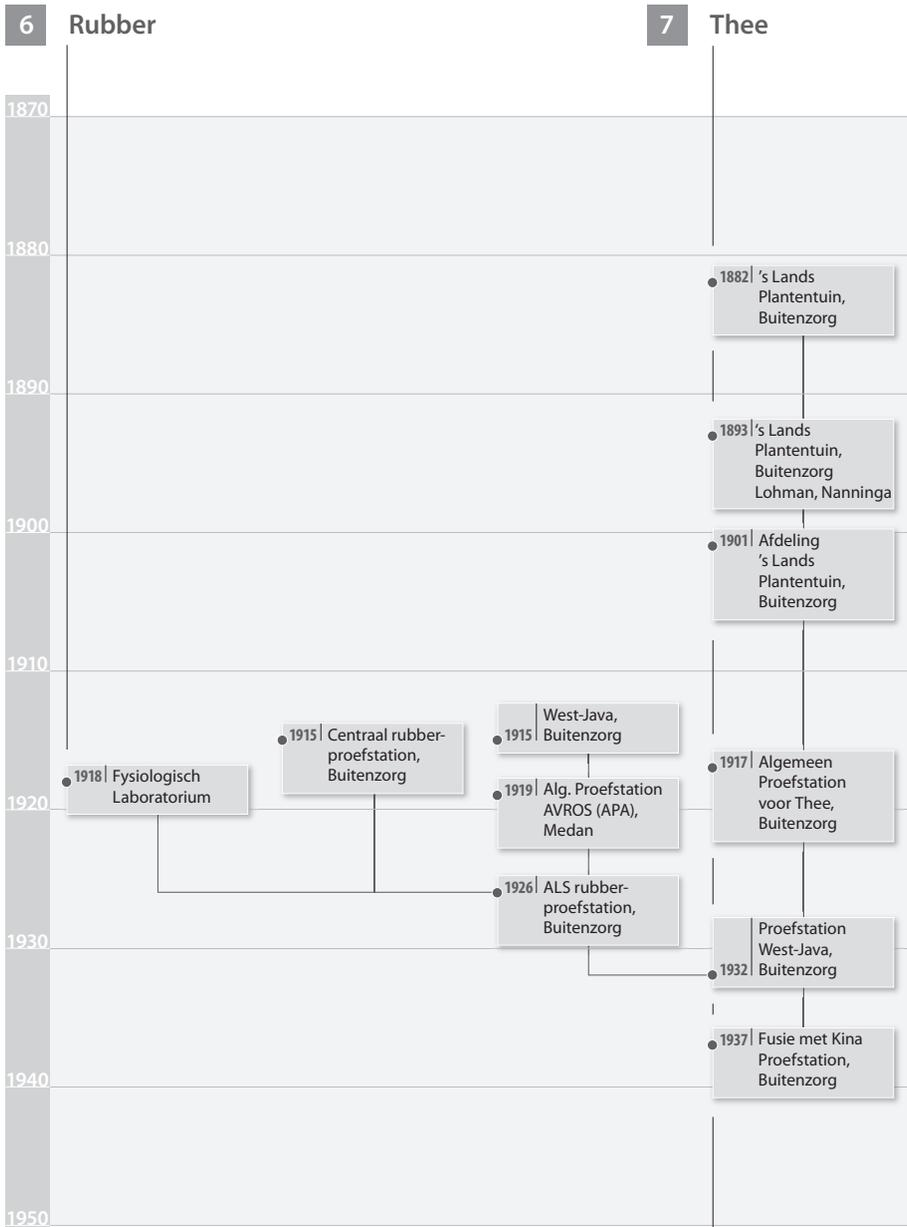 6 Rubber
7 Thee
1870
1880
1882 's Lands
Plantentuin,
Buitenzorg
1890
1893 's Lands
Plantentuin,
Buitenzorg
Lohman, Nanninga
1900
1901 Afdeling
's Lands
Plantentuin,
Buitenzorg
1910
West-Java,
1915 Buitenzorg
1915 Centraal rubber-
proefstation,
Buitenzorg
1918 Fysiologisch
Laboratorium
1919 Alg. Proefstation
AVROS (APA),
Medan
1917 Algemeen
Proefstation
voor Thee,
Buitenzorg
1920
1926 ALS rubber-
proefstation,
Buitenzorg
1930
Proefstation
West-Java,
1932 Buitenzorg
1937 Fusie met Kina
Proefstation,
Buitenzorg
1940
1950